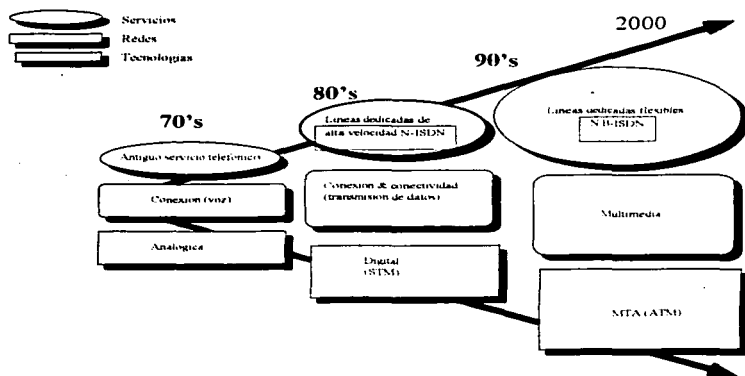 Servicios
Redes
Tecnologias
70's
80's
90's
2000
Antiguo servicio telefónico
Conexion (voz)
Analogica
Lineas dedicadas de
alta velocidad N-ISDN
Conexion & conectividad
(transmision de datos)
Digital
(STM)
Lineas dedicadas flexibles
N B-ISDN
Multimedia
MTA (ATM)